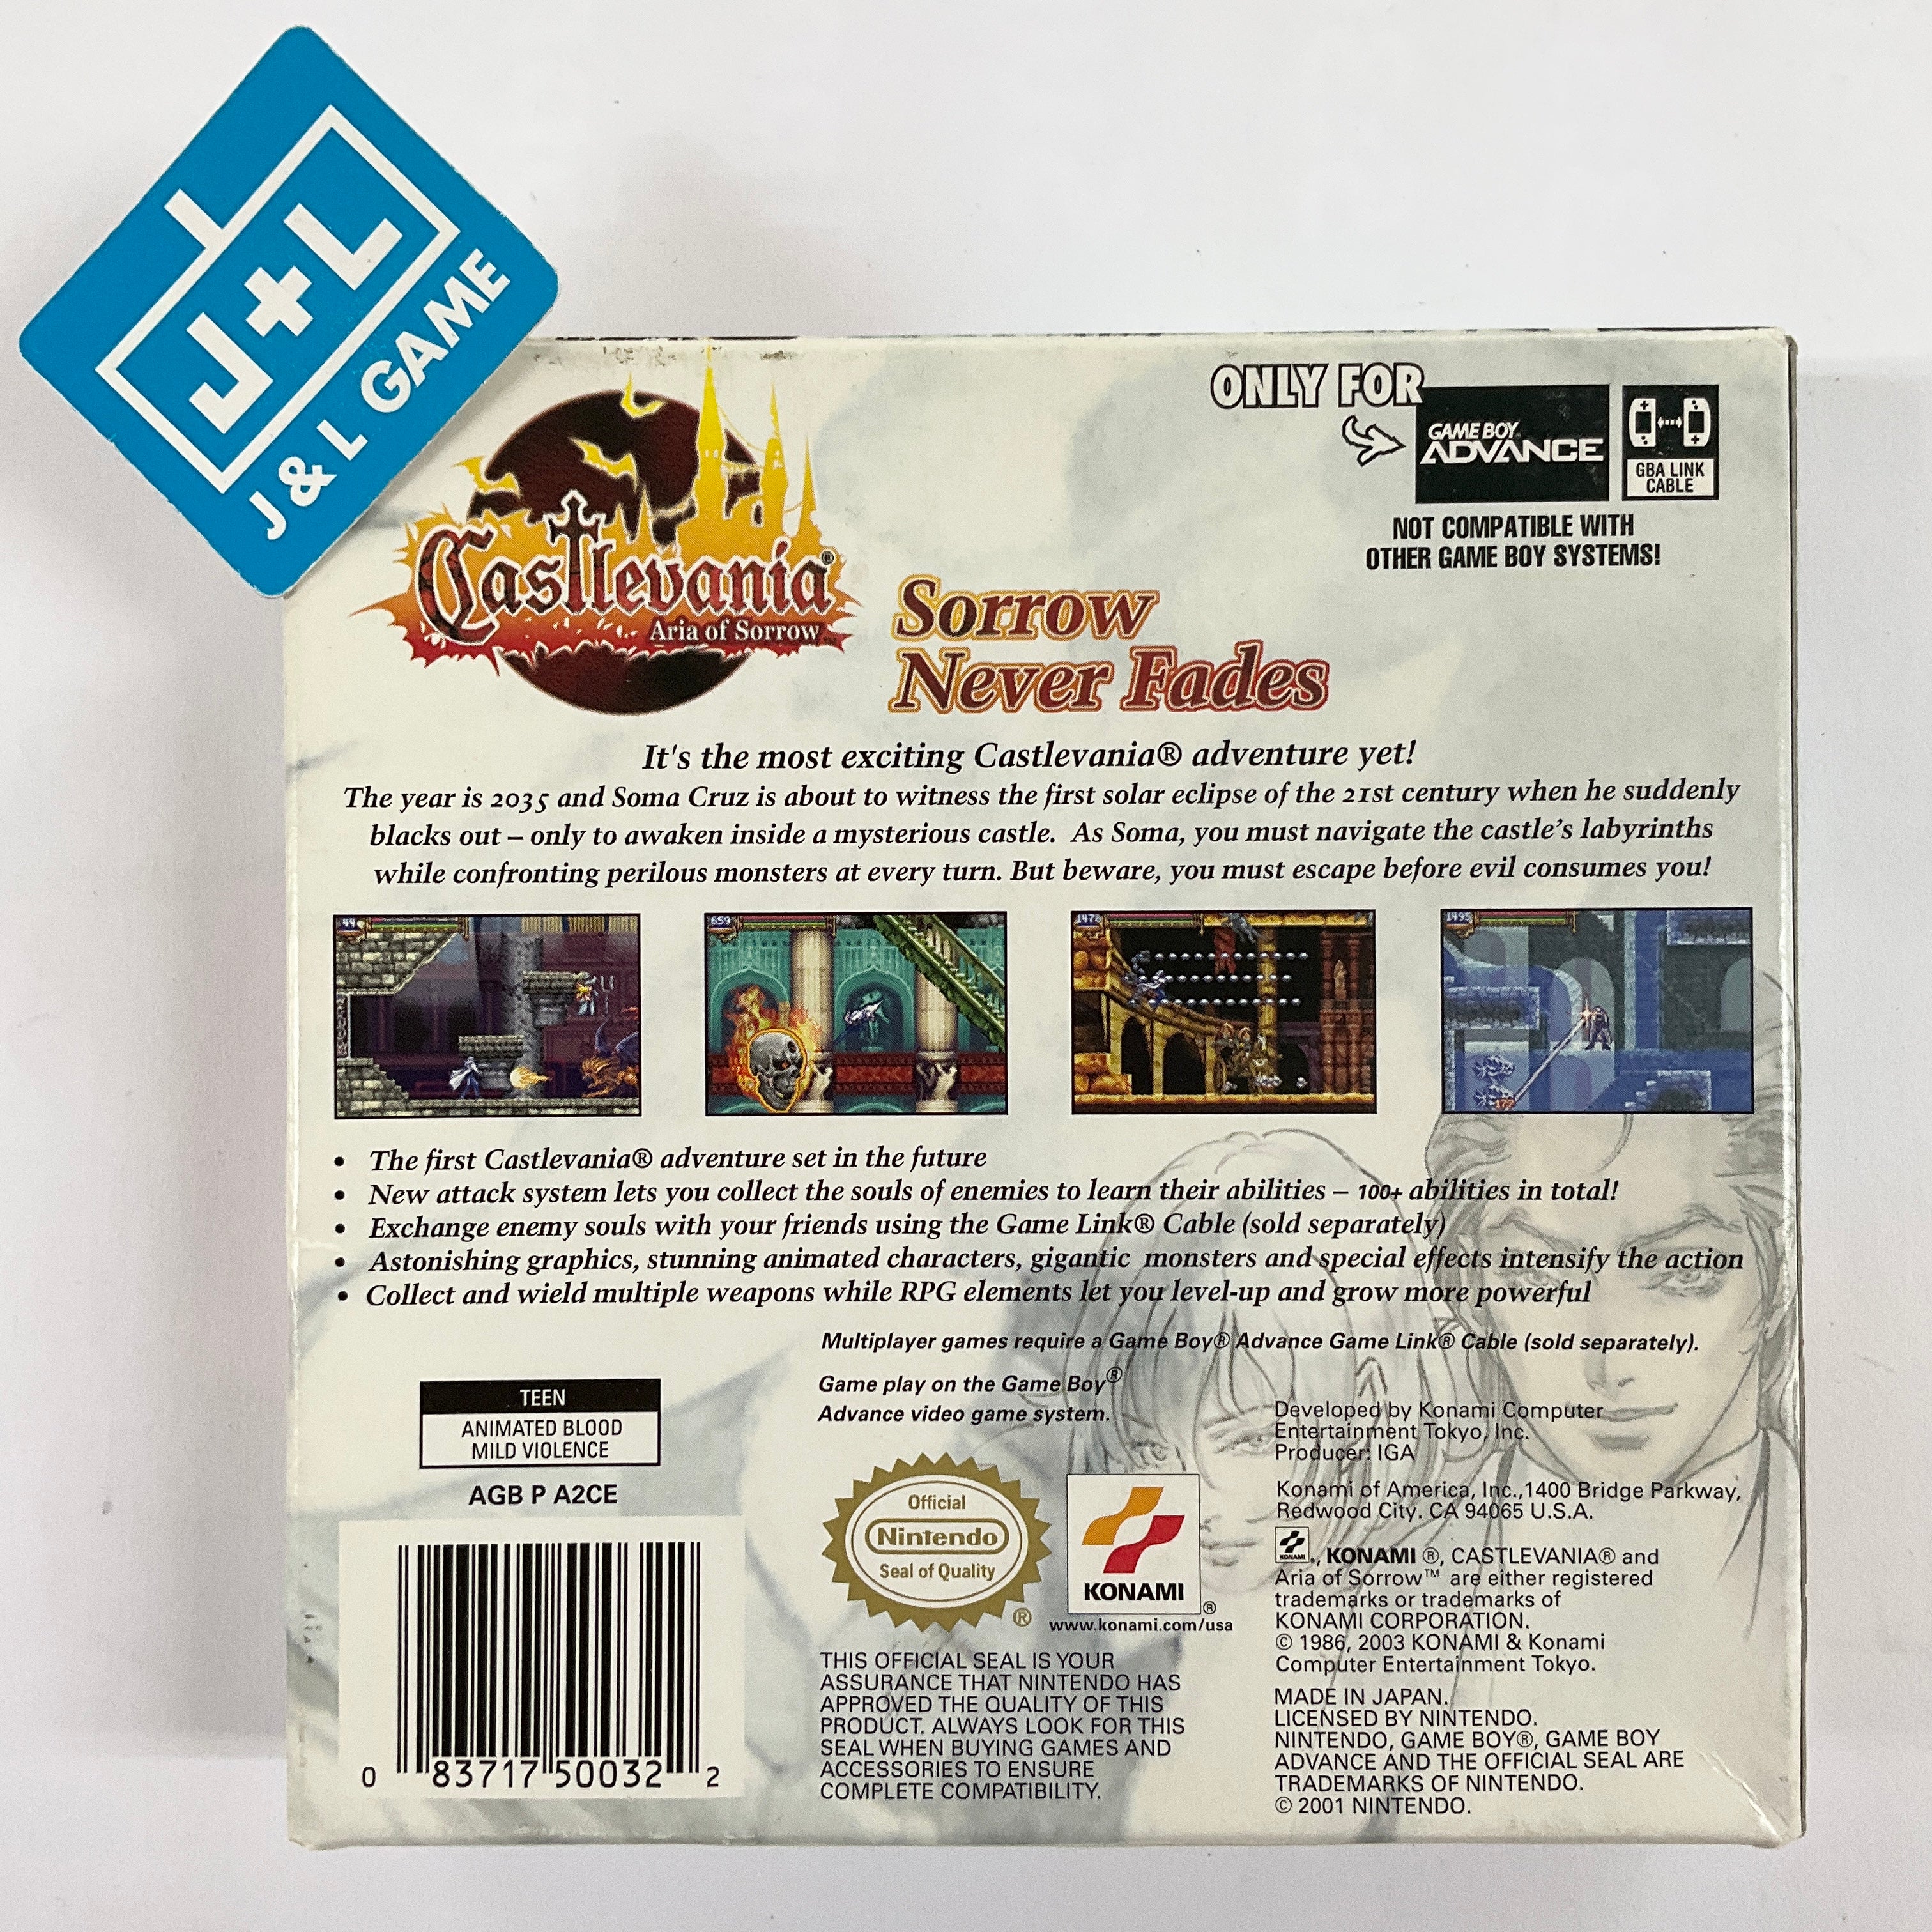 J+L
J & L GAME
ONLY FOR
GAME BOY
ADVANCE
GBA LINK
CABLE
NOT COMPATIBLE WITH
OTHER GAME BOY SYSTEMS!
Castlevania®
Aria of Sorrow™
Sorrow
Never Fades
It's the most exciting Castlevania® adventure yet!
The year is 2035 and Soma Cruz is about to witness the first solar eclipse of the 21st century when he suddenly
blacks out – only to awaken inside a mysterious castle. As Soma, you must navigate the castle's labyrinths
while confronting perilous monsters at every turn. But beware, you must escape before evil consumes you!
44
659
1478
1495
177
• The first Castlevania® adventure set in the future
• New attack system lets you collect the souls of enemies to learn their abilities – 100+ abilities in total!
• Exchange enemy souls with your friends using the Game Link® Cable (sold separately)
• Astonishing graphics, stunning animated characters, gigantic monsters and special effects intensify the action
• Collect and wield multiple weapons while RPG elements let you level-up and grow more powerful
Multiplayer games require a Game Boy® Advance Game Link® Cable (sold separately).
Game play on the Game Boy®
Advance video game system.
TEEN
ANIMATED BLOOD
MILD VIOLENCE
AGB P A2CE
0 83717 50032 2
Official
Nintendo
Seal of Quality
®
KONAMI
®
www.konami.com/usa
THIS OFFICIAL SEAL IS YOUR
ASSURANCE THAT NINTENDO HAS
APPROVED THE QUALITY OF THIS
PRODUCT. ALWAYS LOOK FOR THIS
SEAL WHEN BUYING GAMES AND
ACCESSORIES TO ENSURE
COMPLETE COMPATIBILITY.
Developed by Konami Computer
Entertainment Tokyo, Inc.
Producer: IGA
Konami of America, Inc.,1400 Bridge Parkway,
Redwood City. CA 94065 U.S.A.
KONAMI ®, KONAMI ®, CASTLEVANIA® and
Aria of Sorrow™ are either registered
trademarks or trademarks of
KONAMI CORPORATION.
© 1986, 2003 KONAMI & Konami
Computer Entertainment Tokyo.
MADE IN JAPAN.
LICENSED BY NINTENDO.
NINTENDO, GAME BOY®, GAME BOY
ADVANCE AND THE OFFICIAL SEAL ARE
TRADEMARKS OF NINTENDO.
© 2001 NINTENDO.